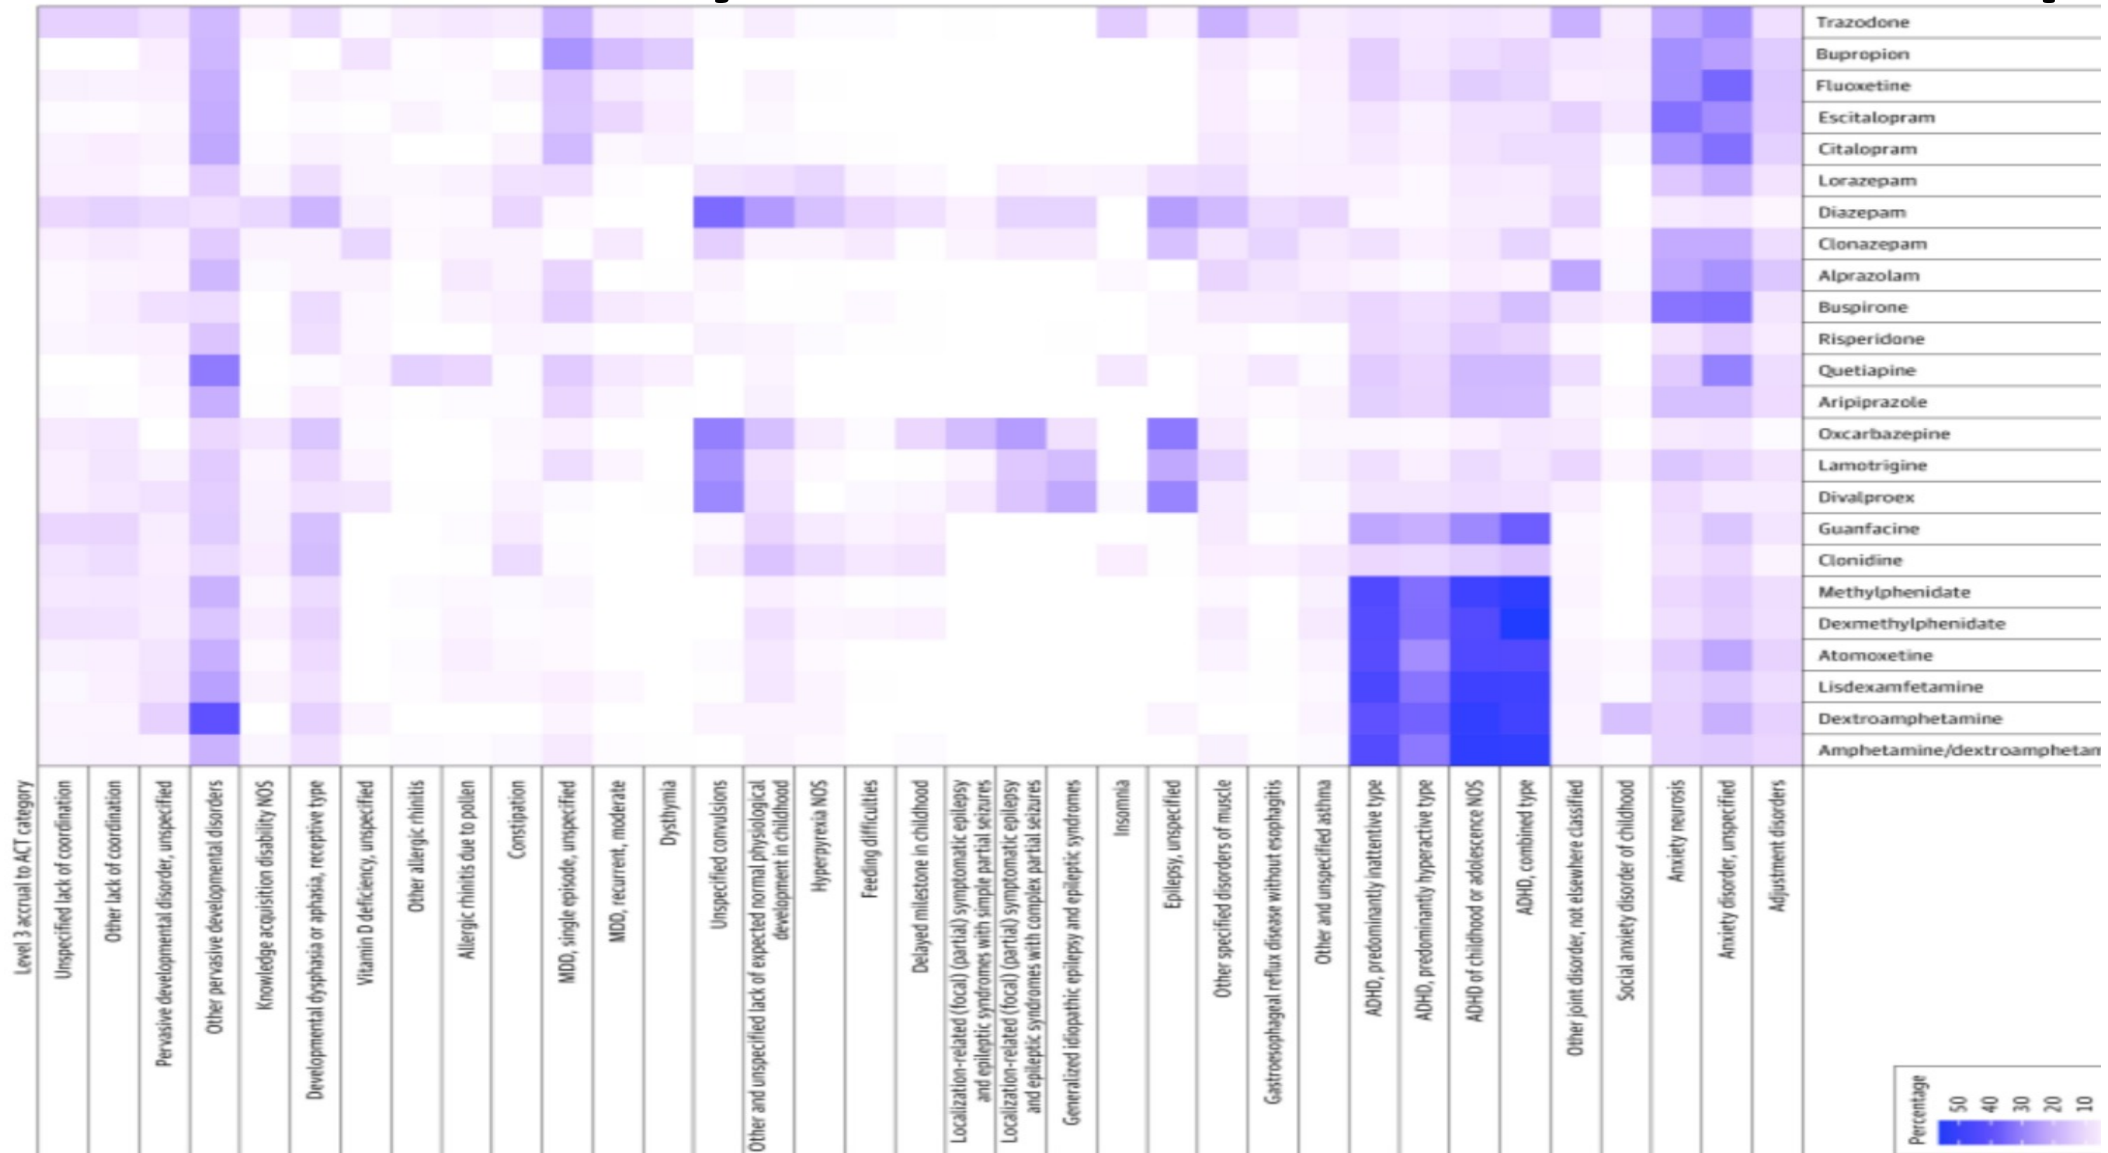 Trazodone
Bupropion
Fluoxetine
Escitalopram
Citalopram
Lorazepam
Diazepam
Clonazepam
Alprazolam
Buspirone
Risperidone
Quetiapine
Aripiprazole
Oxcarbazepine
Lamotrigine
Divalproex
Guanfacine
Clonidine
Methylphenidate
Dexmethylphenidate
Atomoxetine
Lisdexamfetamine
Dextroamphetamine
Amphetamine/dextroamphetam
Level 3 accrual to ACT category
Unspecified lack of coordination
Other lack of coordination
Pervasive developmental disorder, unspecified
Other pervasive developmental disorders
Knowledge acquisition disability NOS
Developmental dysphasia or aphasia, receptive type
Vitamin D deficiency, unspecified
Other allergic rhinitis
Allergic rhinitis due to pollen
Constipation
MDD, single episode, unspecified
MDD, recurrent, moderate
Dysthymia
Unspecified convulsions
Other and unspecified lack of expected normal physiological
development in childhood
Hyperpyrexia NOS
Feeding difficulties
Delayed milestone in childhood
Localization-related (focal) (partial) symptomatic epilepsy
and epileptic syndromes with simple partial seizures
Localization-related (focal) (partial) symptomatic epilepsy
and epileptic syndromes with complex partial seizures
Generalized idiopathic epilepsy and epileptic syndromes
Insomnia
Epilepsy, unspecified
Other specified disorders of muscle
Gastroesophageal reflux disease without esophagitis
Other and unspecified asthma
ADHD, predominantly inattentive type
ADHD, predominantly hyperactive type
ADHD of childhood or adolescence NOS
ADHD, combined type
Other joint disorder, not elsewhere classified
Social anxiety disorder of childhood
Anxiety neurosis
Anxiety disorder, unspecified
Adjustment disorders
Percentage
50
40
30
20
10